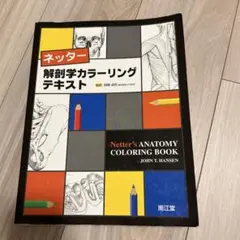 ネッター
解剖学カラーリング
テキスト
Netter's ANATOMY
COLORING BOOK
JOHN T. HANSEN
南江堂